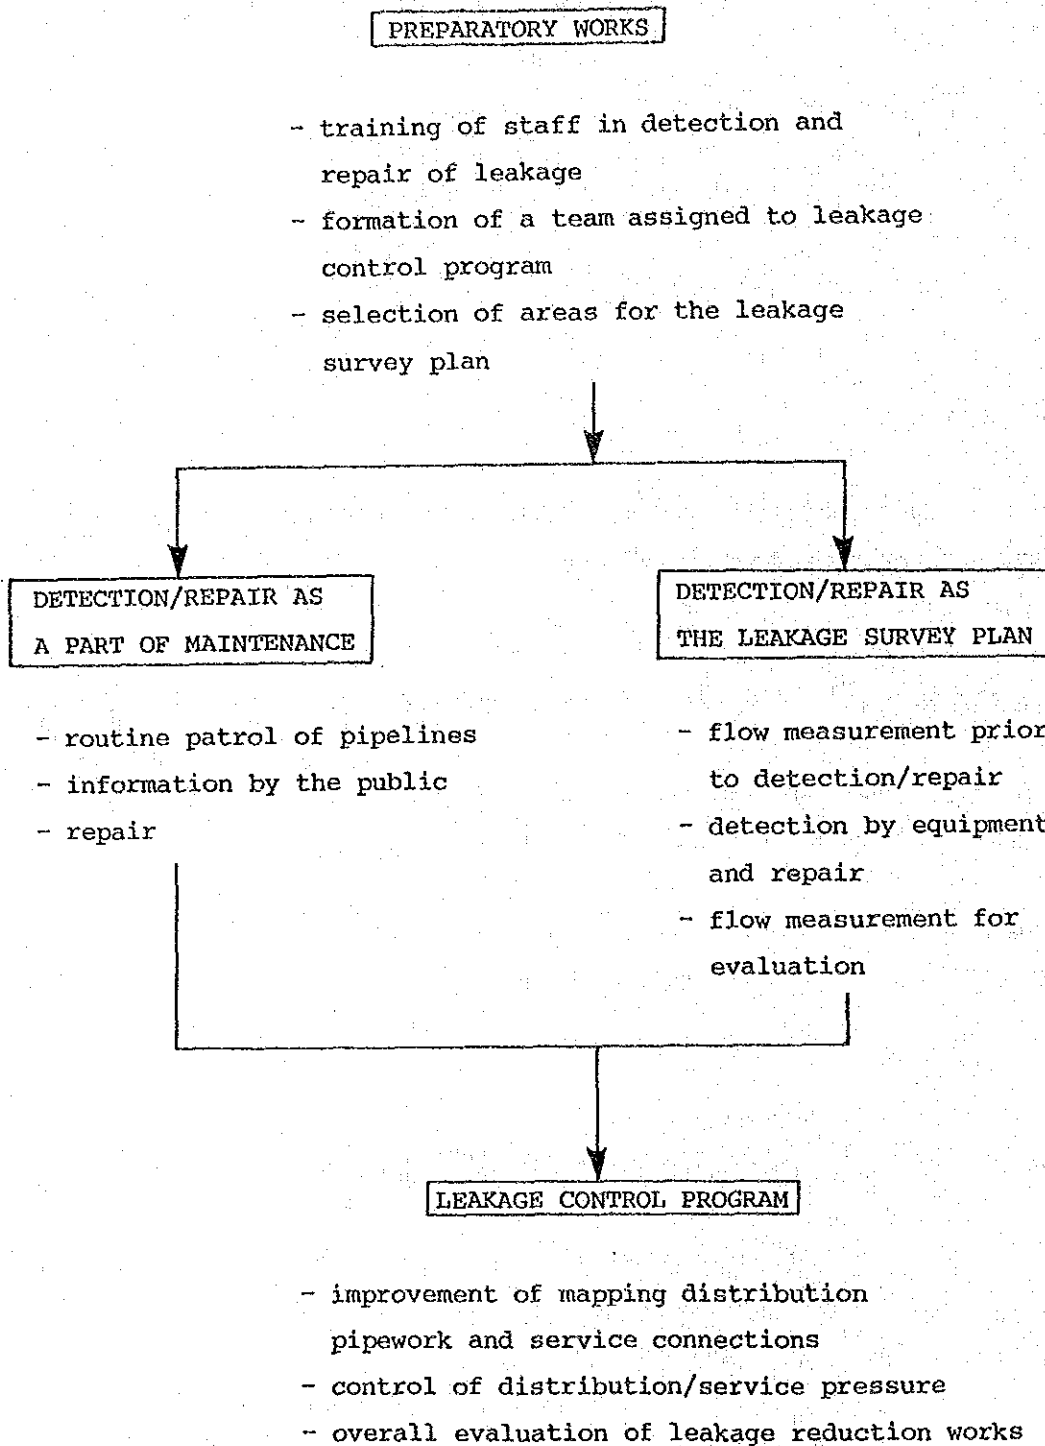 PREPARATORY WORKS
- training of staff in detection and
repair of leakage
- formation of a team assigned to leakage
control program
- selection of areas for the leakage
survey plan
DETECTION/REPAIR AS
A PART OF MAINTENANCE
- routine patrol of pipelines
- information by the public
- repair
DETECTION/REPAIR AS
THE LEAKAGE SURVEY PLAN
- flow measurement prior
to detection/repair
- detection by equipment
and repair
- flow measurement for
evaluation
LEAKAGE CONTROL PROGRAM
- improvement of mapping distribution
pipework and service connections
- control of distribution/service pressure
- overall evaluation of leakage reduction works